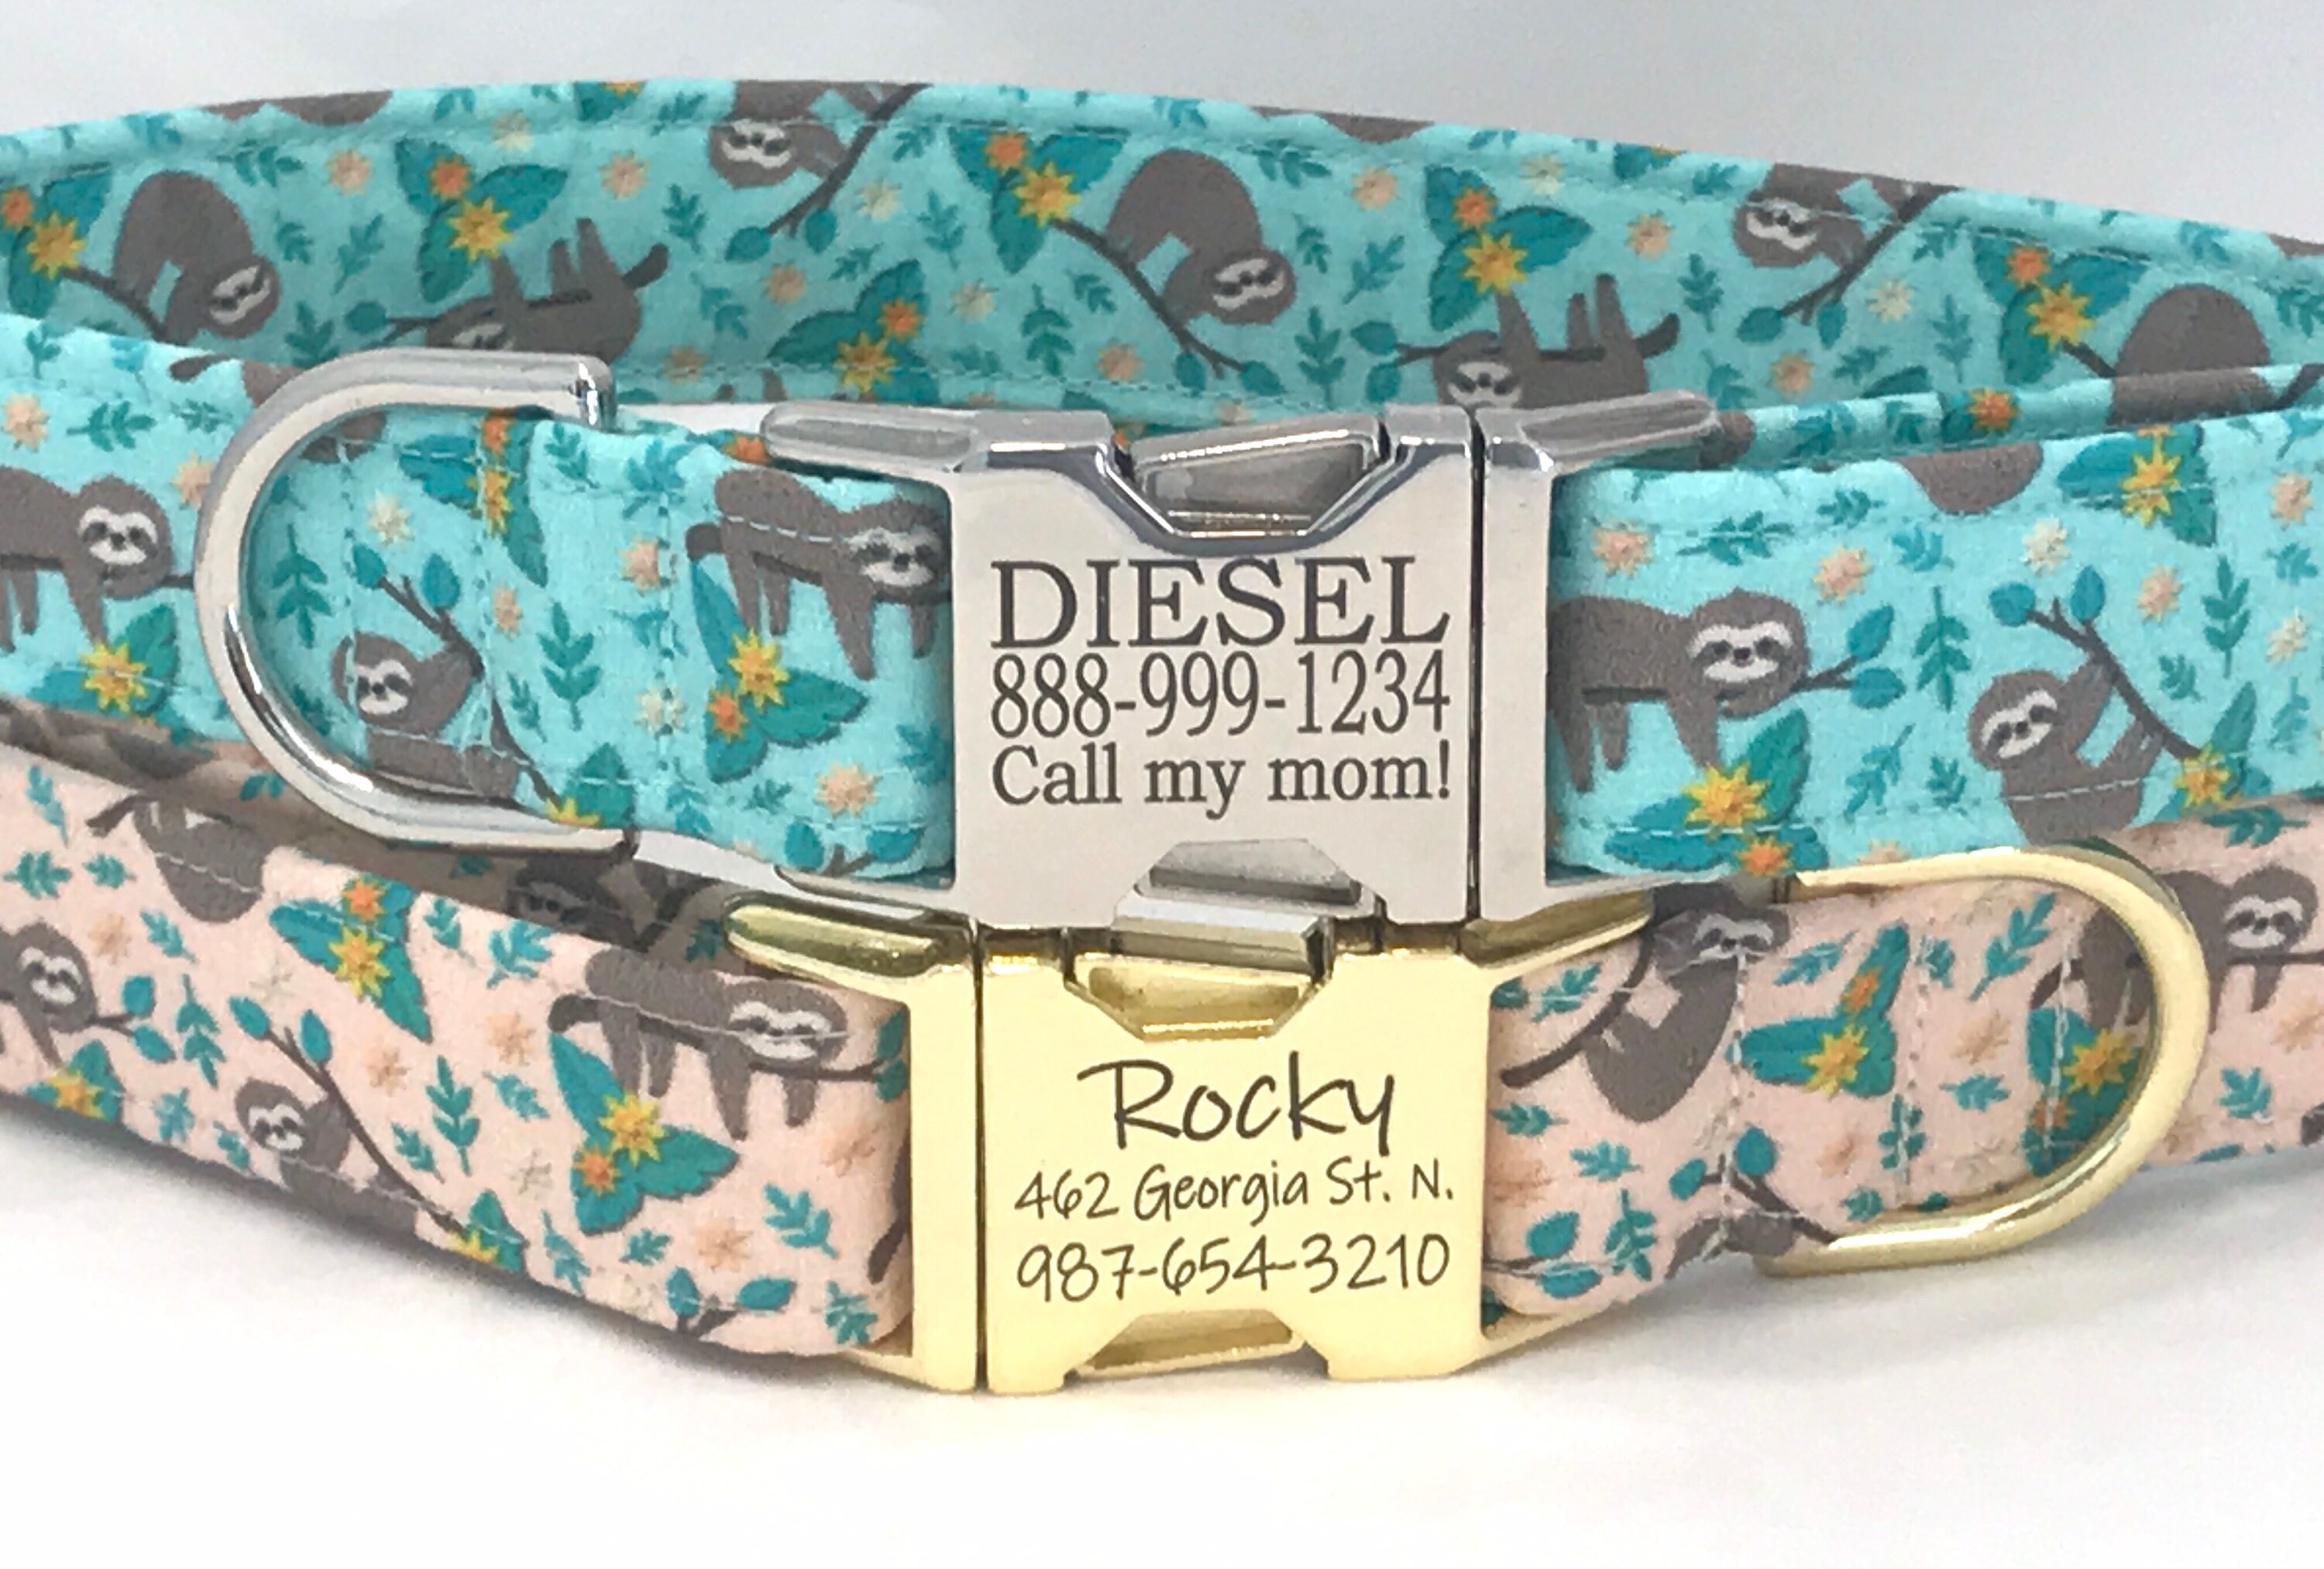 DIESEL
888-999-1234
Call my mom!
Rocky
462 Georgia St. N.
987-654-3210